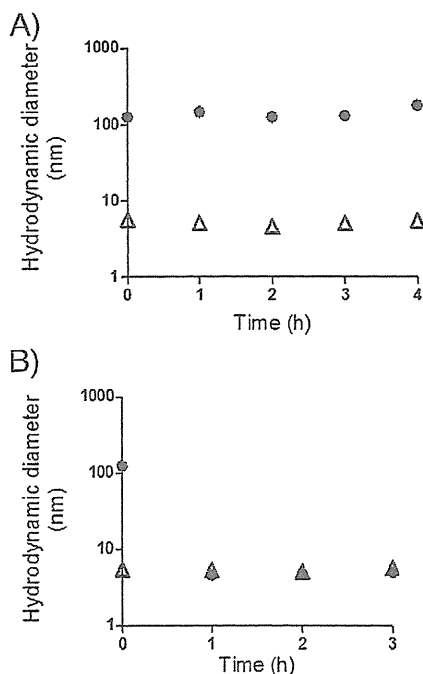 A)
Hydrodynamic diameter
(nm)
1000
100
10
1
0 1 2 3 4
Time (h)
B)
Hydrodynamic diameter
(nm)
1000
100
10
1
0 1 2 3
Time (h)